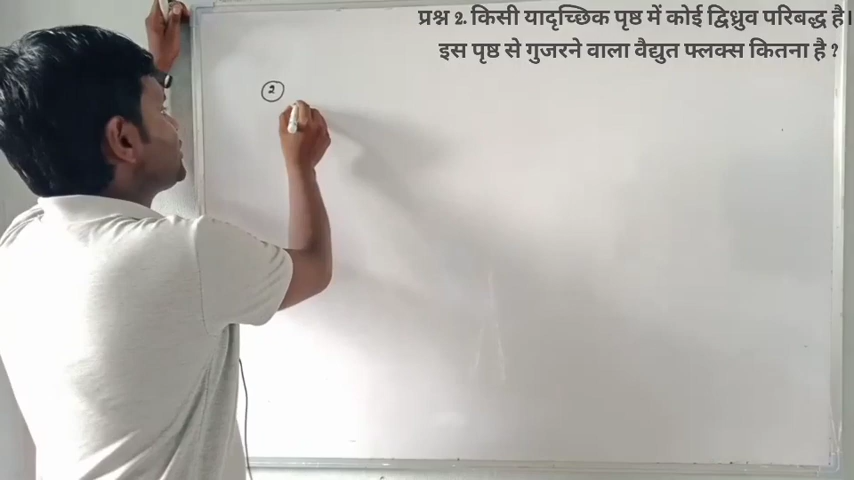 प्रश्न 2. किसी यादृच्छिक पृष्ठ में कोई द्विध्रुव परिबद्ध है।
इस पृष्ठ से गुजरने वाला वैद्युत फ्लक्स कितना है ?
2